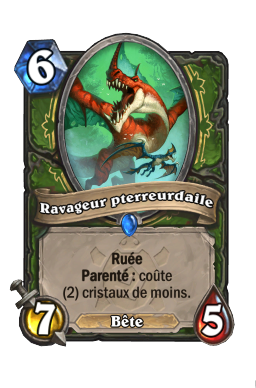 6
Ravageur pterreurdaile
Ruée
Parenté : coûte
(2) cristaux de moins.
7
Bête
5